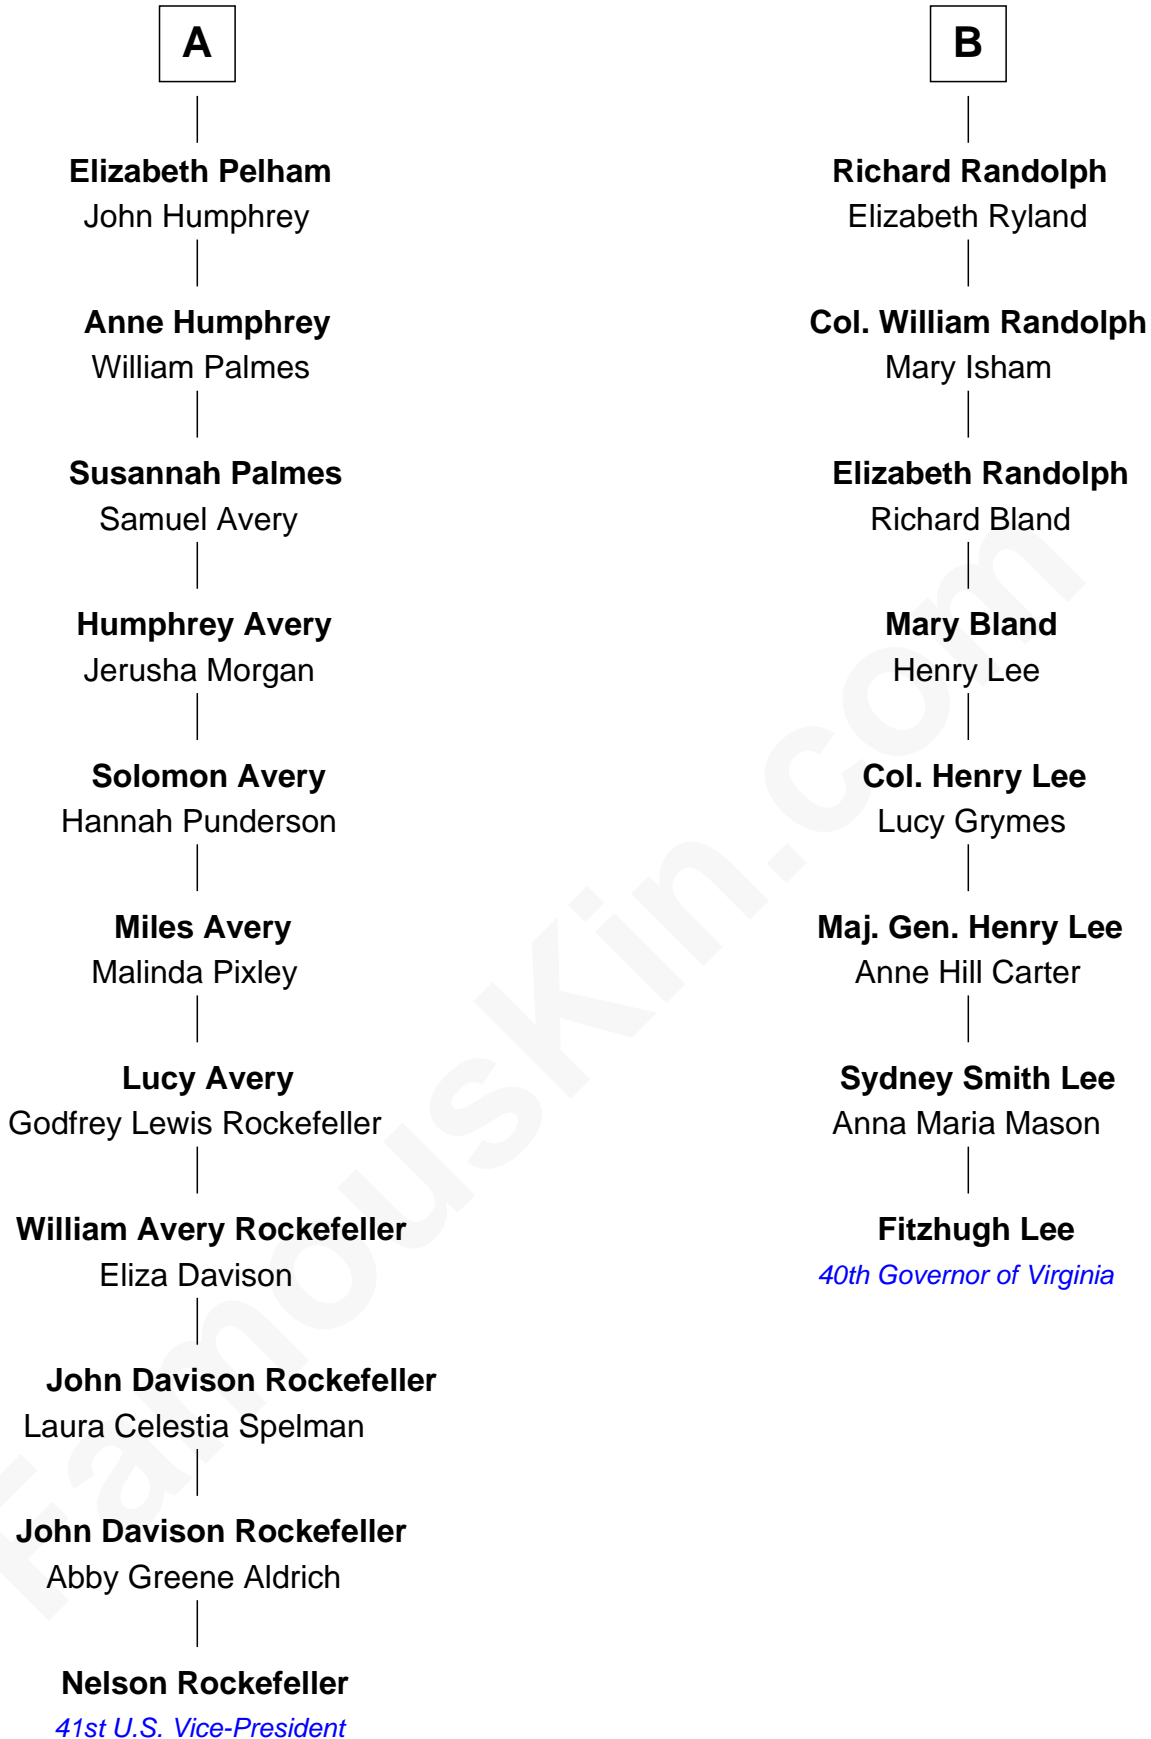 A
Elizabeth Pelham
John Humphrey
Anne Humphrey
William Palmes
Susannah Palmes
Samuel Avery
Humphrey Avery
Jerusha Morgan
Solomon Avery
Hannah Punderson
Miles Avery
Malinda Pixley
Lucy Avery
Godfrey Lewis Rockefeller
William Avery Rockefeller
Eliza Davison
John Davison Rockefeller
Laura Celestia Spelman
John Davison Rockefeller
Abby Greene Aldrich
Nelson Rockefeller
41st U.S. Vice-President
B
Richard Randolph
Elizabeth Ryland
Col. William Randolph
Mary Isham
Elizabeth Randolph
Richard Bland
Mary Bland
Henry Lee
Col. Henry Lee
Lucy Grymes
Maj. Gen. Henry Lee
Anne Hill Carter
Sydney Smith Lee
Anna Maria Mason
Fitzhugh Lee
40th Governor of Virginia
FamousKin.com